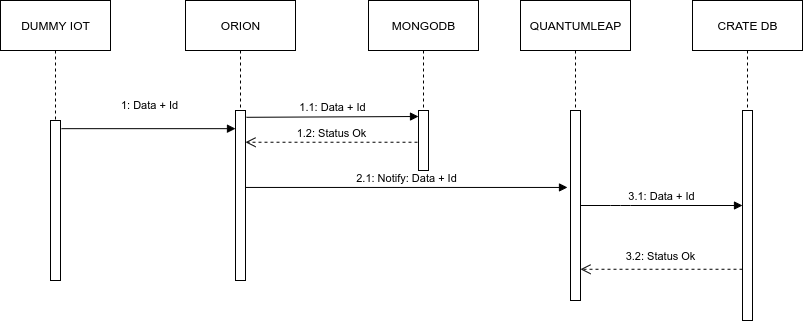 DUMMY IOT
ORION
MONGODB
QUANTUMLEAP
CRATE DB
1: Data + Id
1.1: Data + Id
1.2: Status Ok
2.1: Notify: Data + Id
3.1: Data + Id
3.2: Status Ok